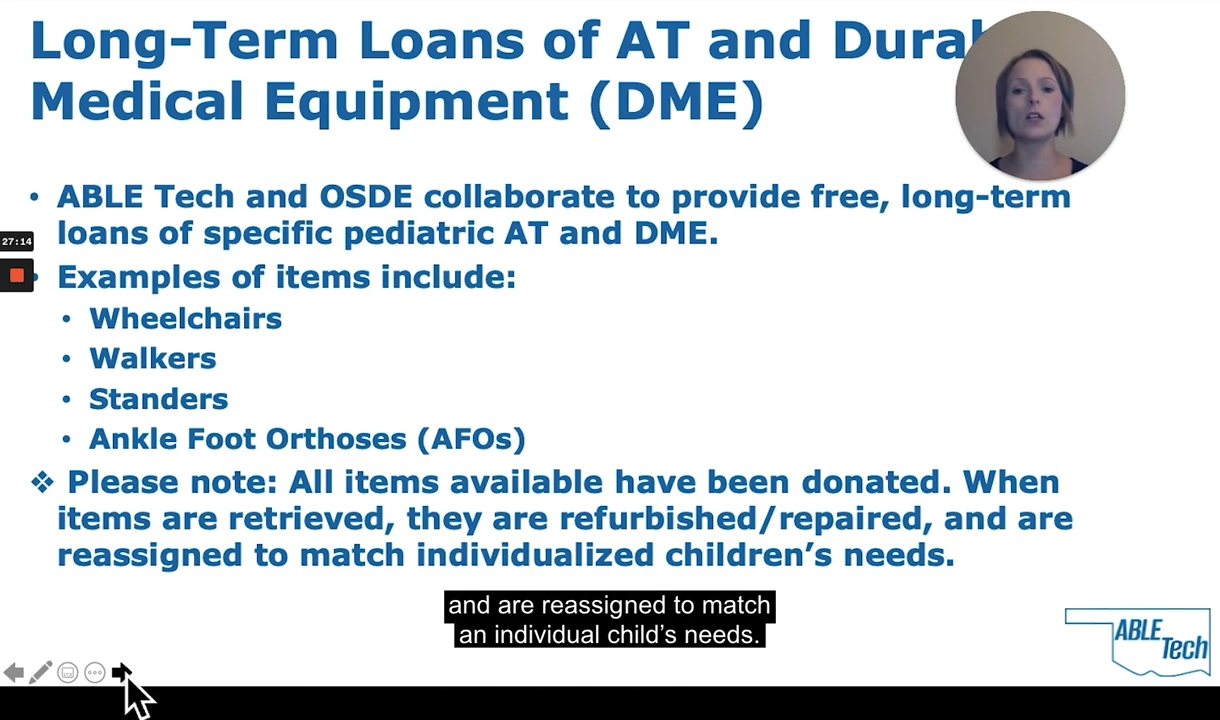 Long-Term Loans of AT and Dural
Medical Equipment (DME)
• ABLE Tech and OSDE collaborate to provide free, long-term
loans of specific pediatric AT and DME.
27:14
• Examples of items include:
• Wheelchairs
• Walkers
• Standers
• Ankle Foot Orthoses (AFOs)
❖ Please note: All items available have been donated. When
items are retrieved, they are refurbished/repaired, and are
reassigned to match individualized children’s needs.
and are reassigned to match
an individual child’s needs.
ABLE
Tech